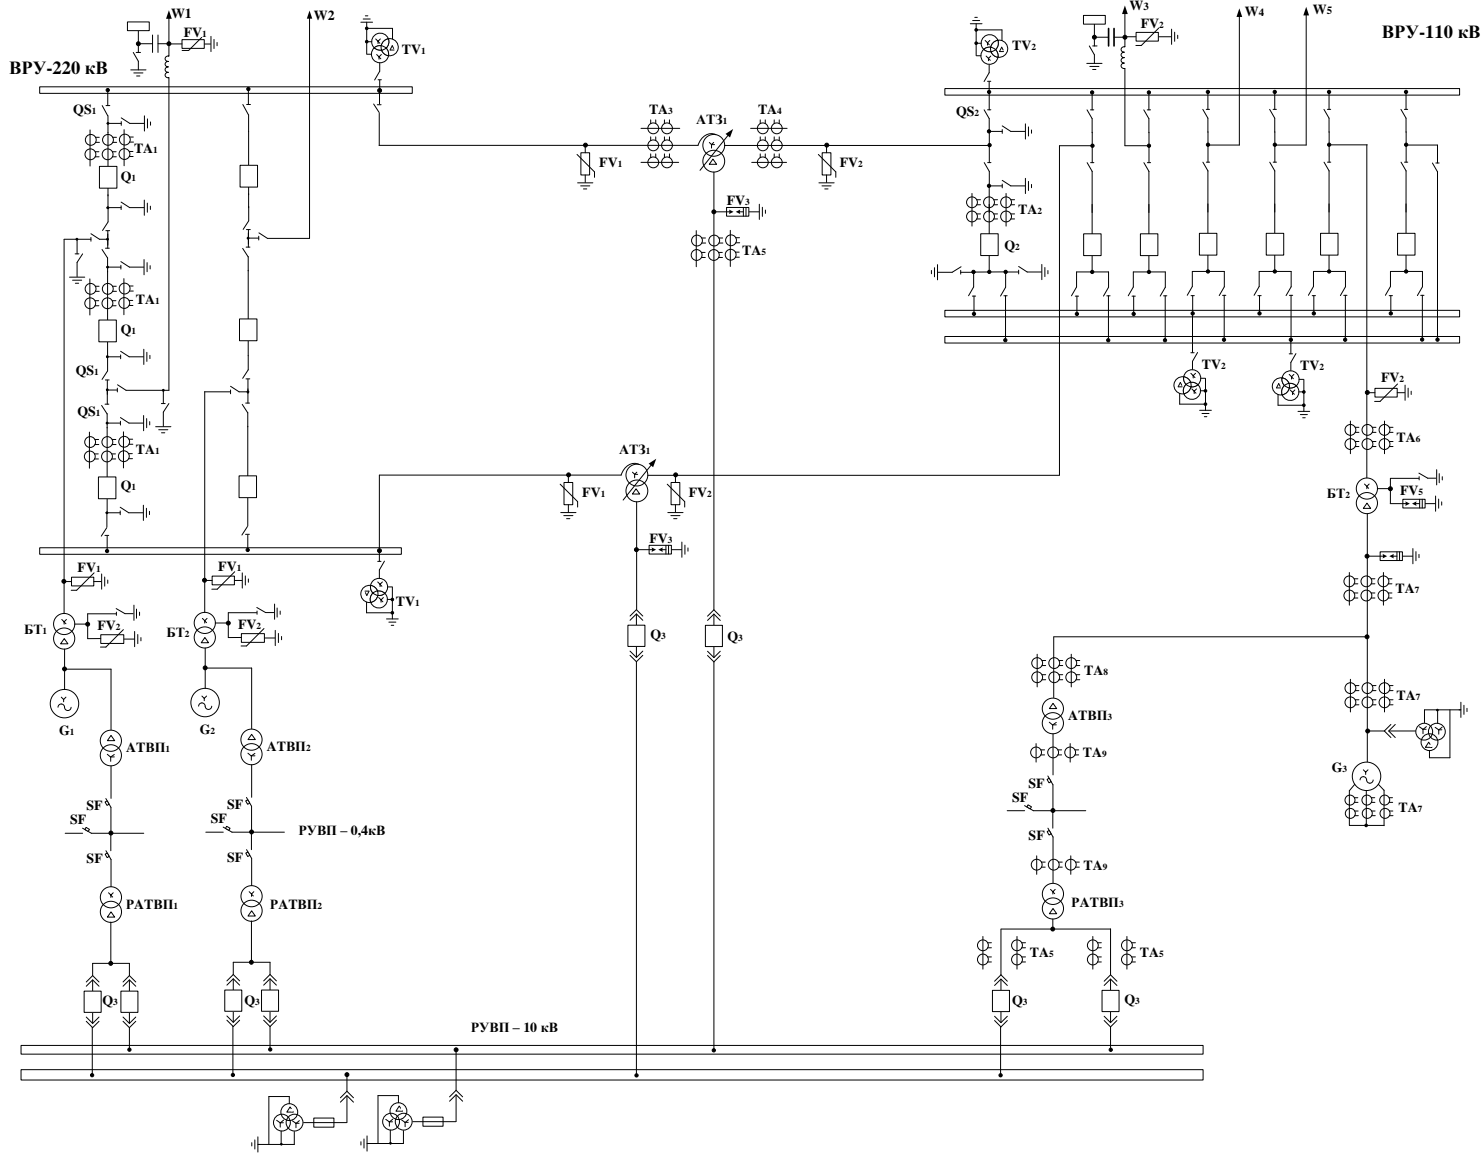 W1
W2
W3
W4
W5
FV1
FV2
TV1
TV2
ВРУ-220 кВ
ВРУ-110 кВ
QS1
TA3
АТЗ1
TA4
QS2
TA1
FV1
FV2
Q1
FV3
TA2
TA5
Q2
TA1
Q1
TV2
TV2
QS1
FV2
QS1
TA6
TA1
АТЗ1
Q1
FV1
FV2
БТ2
FV5
FV3
FV1
FV1
TA7
TV1
БТ1
FV2
БТ2
FV2
Q3
Q3
TA8
TA7
G1
G2
АТВП3
АТВП1
АТВП2
TA9
G3
SF
SF
SF
SF
TA7
SF
SF
РУВП – 0,4кВ
SF
SF
SF
TA9
РАТВП1
РАТВП2
РАТВП3
TA5
TA5
Q3
Q3
Q3
Q3
РУВП – 10 кВ